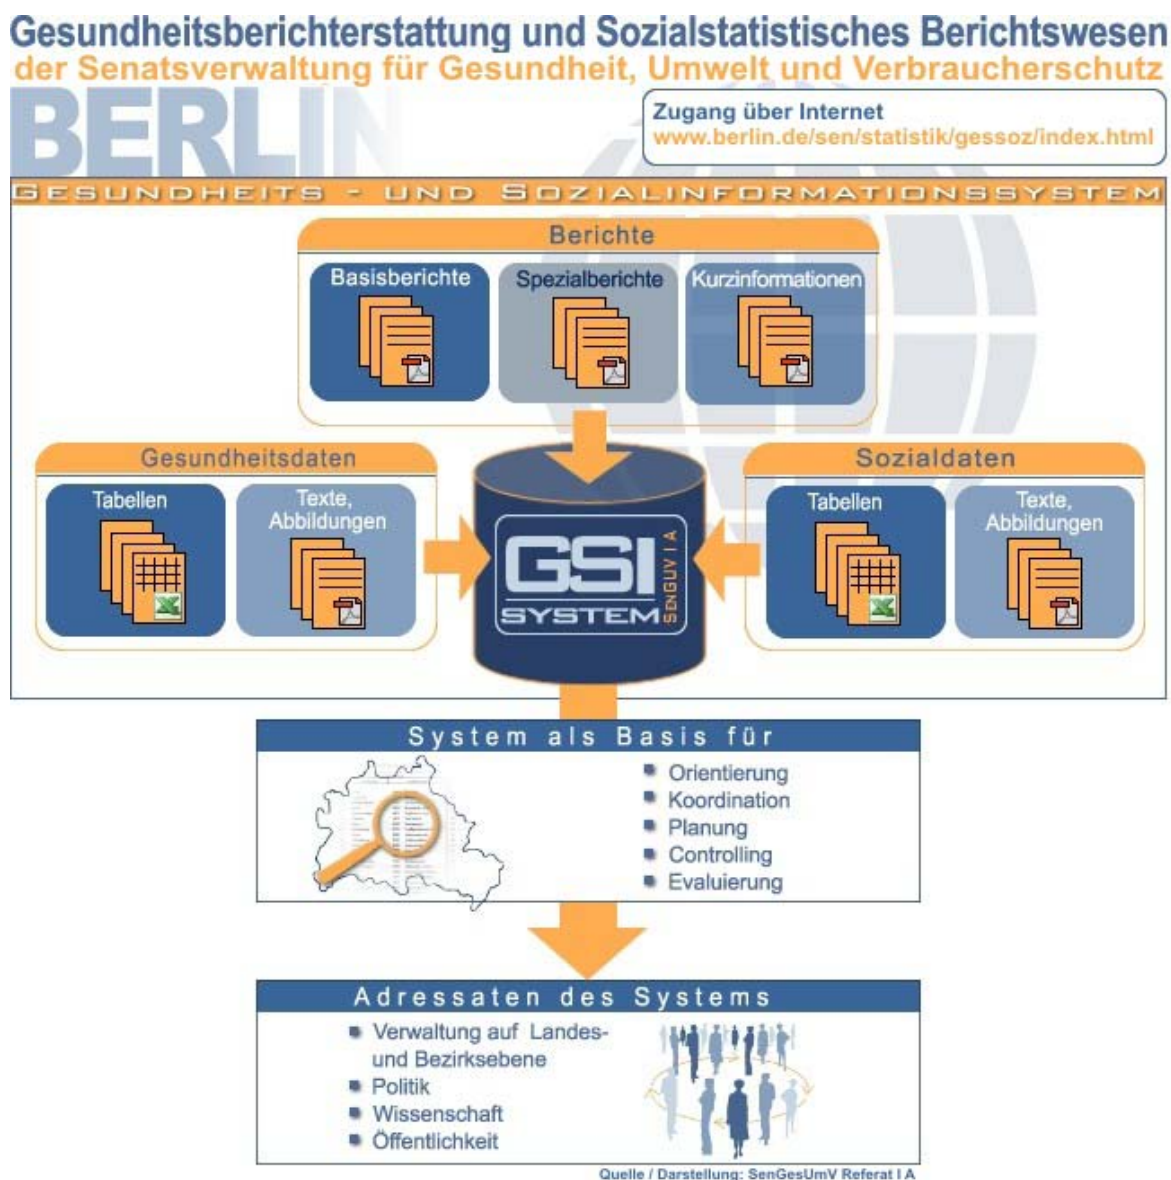 Gesundheitsberichterstattung und Sozialstatistisches Berichtswesen
der Senatsverwaltung für Gesundheit, Umwelt und Verbraucherschutz
BERLIN
Zugang über Internet
www.berlin.de/sen/statistik/gessoz/index.html
GESUNDHEITS - UND SOZIALINFORMATIONSSYSTEM
Berichte
Basisberichte
Spezialberichte
Kurzinformationen
Gesundheitsdaten
Tabellen
Texte,
Abbildungen
GSI
SYSTEM
SENGUV I A
Sozialdaten
Tabellen
Texte,
Abbildungen
System als Basis für
Orientierung
Koordination
Planung
Controlling
Evaluierung
Adressaten des Systems
Verwaltung auf Landes-
und Bezirksebene
Politik
Wissenschaft
Öffentlichkeit
Quelle / Darstellung: SenGesUmV Referat I A